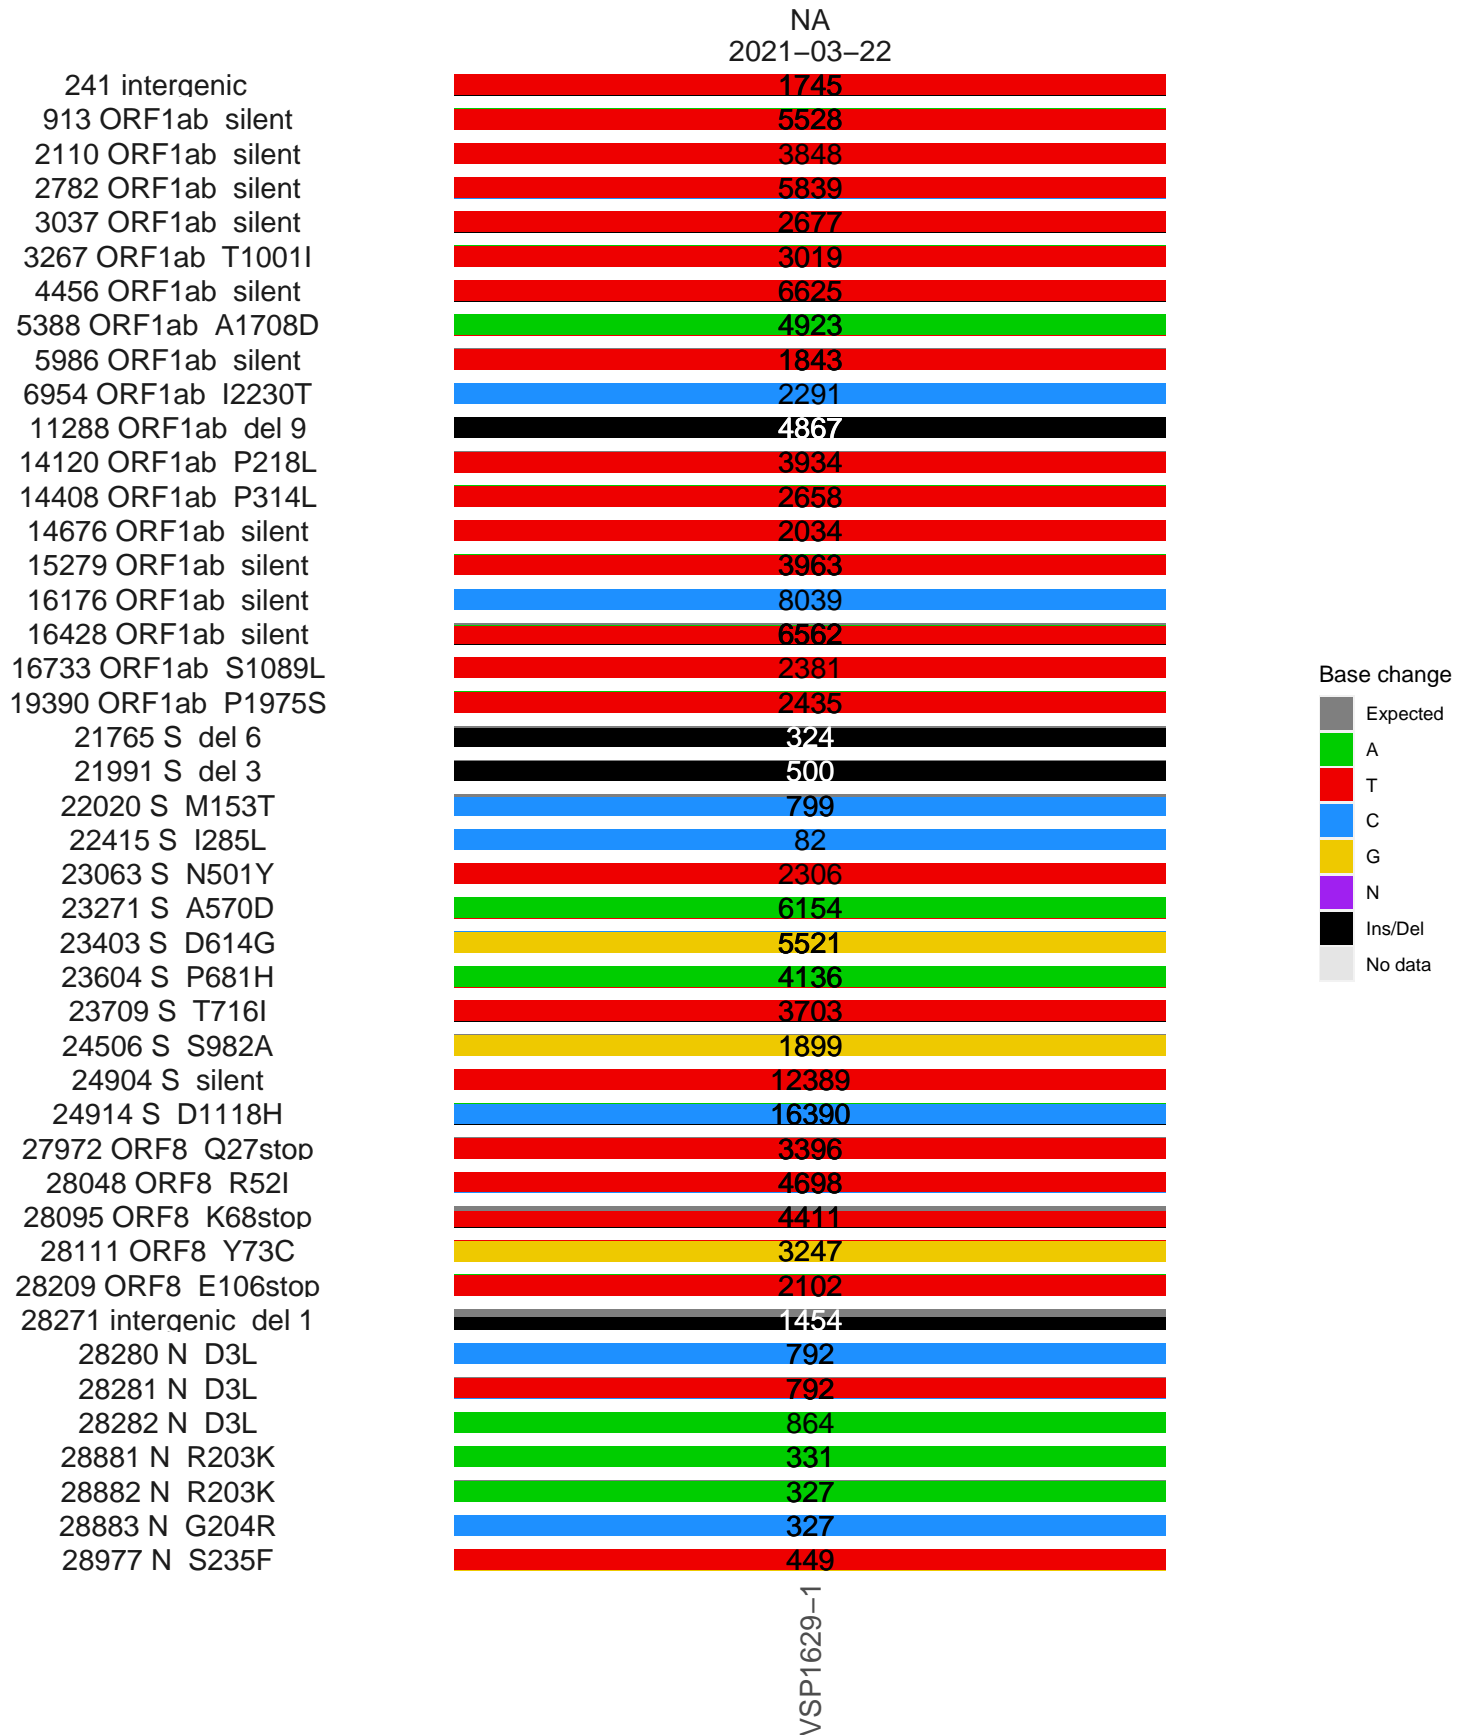 NA
2021−03−22
241 intergenic 1745
913 ORF1ab silent 5528
2110 ORF1ab silent 3848
2782 ORF1ab silent 5839
3037 ORF1ab silent 2677
3267 ORF1ab T1001I 3019
4456 ORF1ab silent 6625
5388 ORF1ab A1708D 4923
5986 ORF1ab silent 1843
6954 ORF1ab I2230T 2291
11288 ORF1ab del 9 4867
14120 ORF1ab P218L 3934
14408 ORF1ab P314L 2658
14676 ORF1ab silent 2034
15279 ORF1ab silent 3963
16176 ORF1ab silent 8039
16428 ORF1ab silent 6562
16733 ORF1ab S1089L 2381
19390 ORF1ab P1975S 2435
21765 S del 6 324
21991 S del 3 500
22020 S M153T 799
22415 S I285L 82
23063 S N501Y 2306
23271 S A570D 6154
23403 S D614G 5521
23604 S P681H 4136
23709 S T716I 3703
24506 S S982A 1899
24904 S silent 12389
24914 S D1118H 16390
27972 ORF8 Q27stop 3396
28048 ORF8 R52I 4698
28095 ORF8 K68stop 4411
28111 ORF8 Y73C 3247
28209 ORF8 E106stop 2102
28271 intergenic del 1 1454
28280 N D3L 792
28281 N D3L 792
28282 N D3L 864
28881 N R203K 331
28882 N R203K 327
28883 N G204R 327
28977 N S235F 449
VSP1629−1
Base change
Expected
A
T
C
G
N
Ins/Del
No data